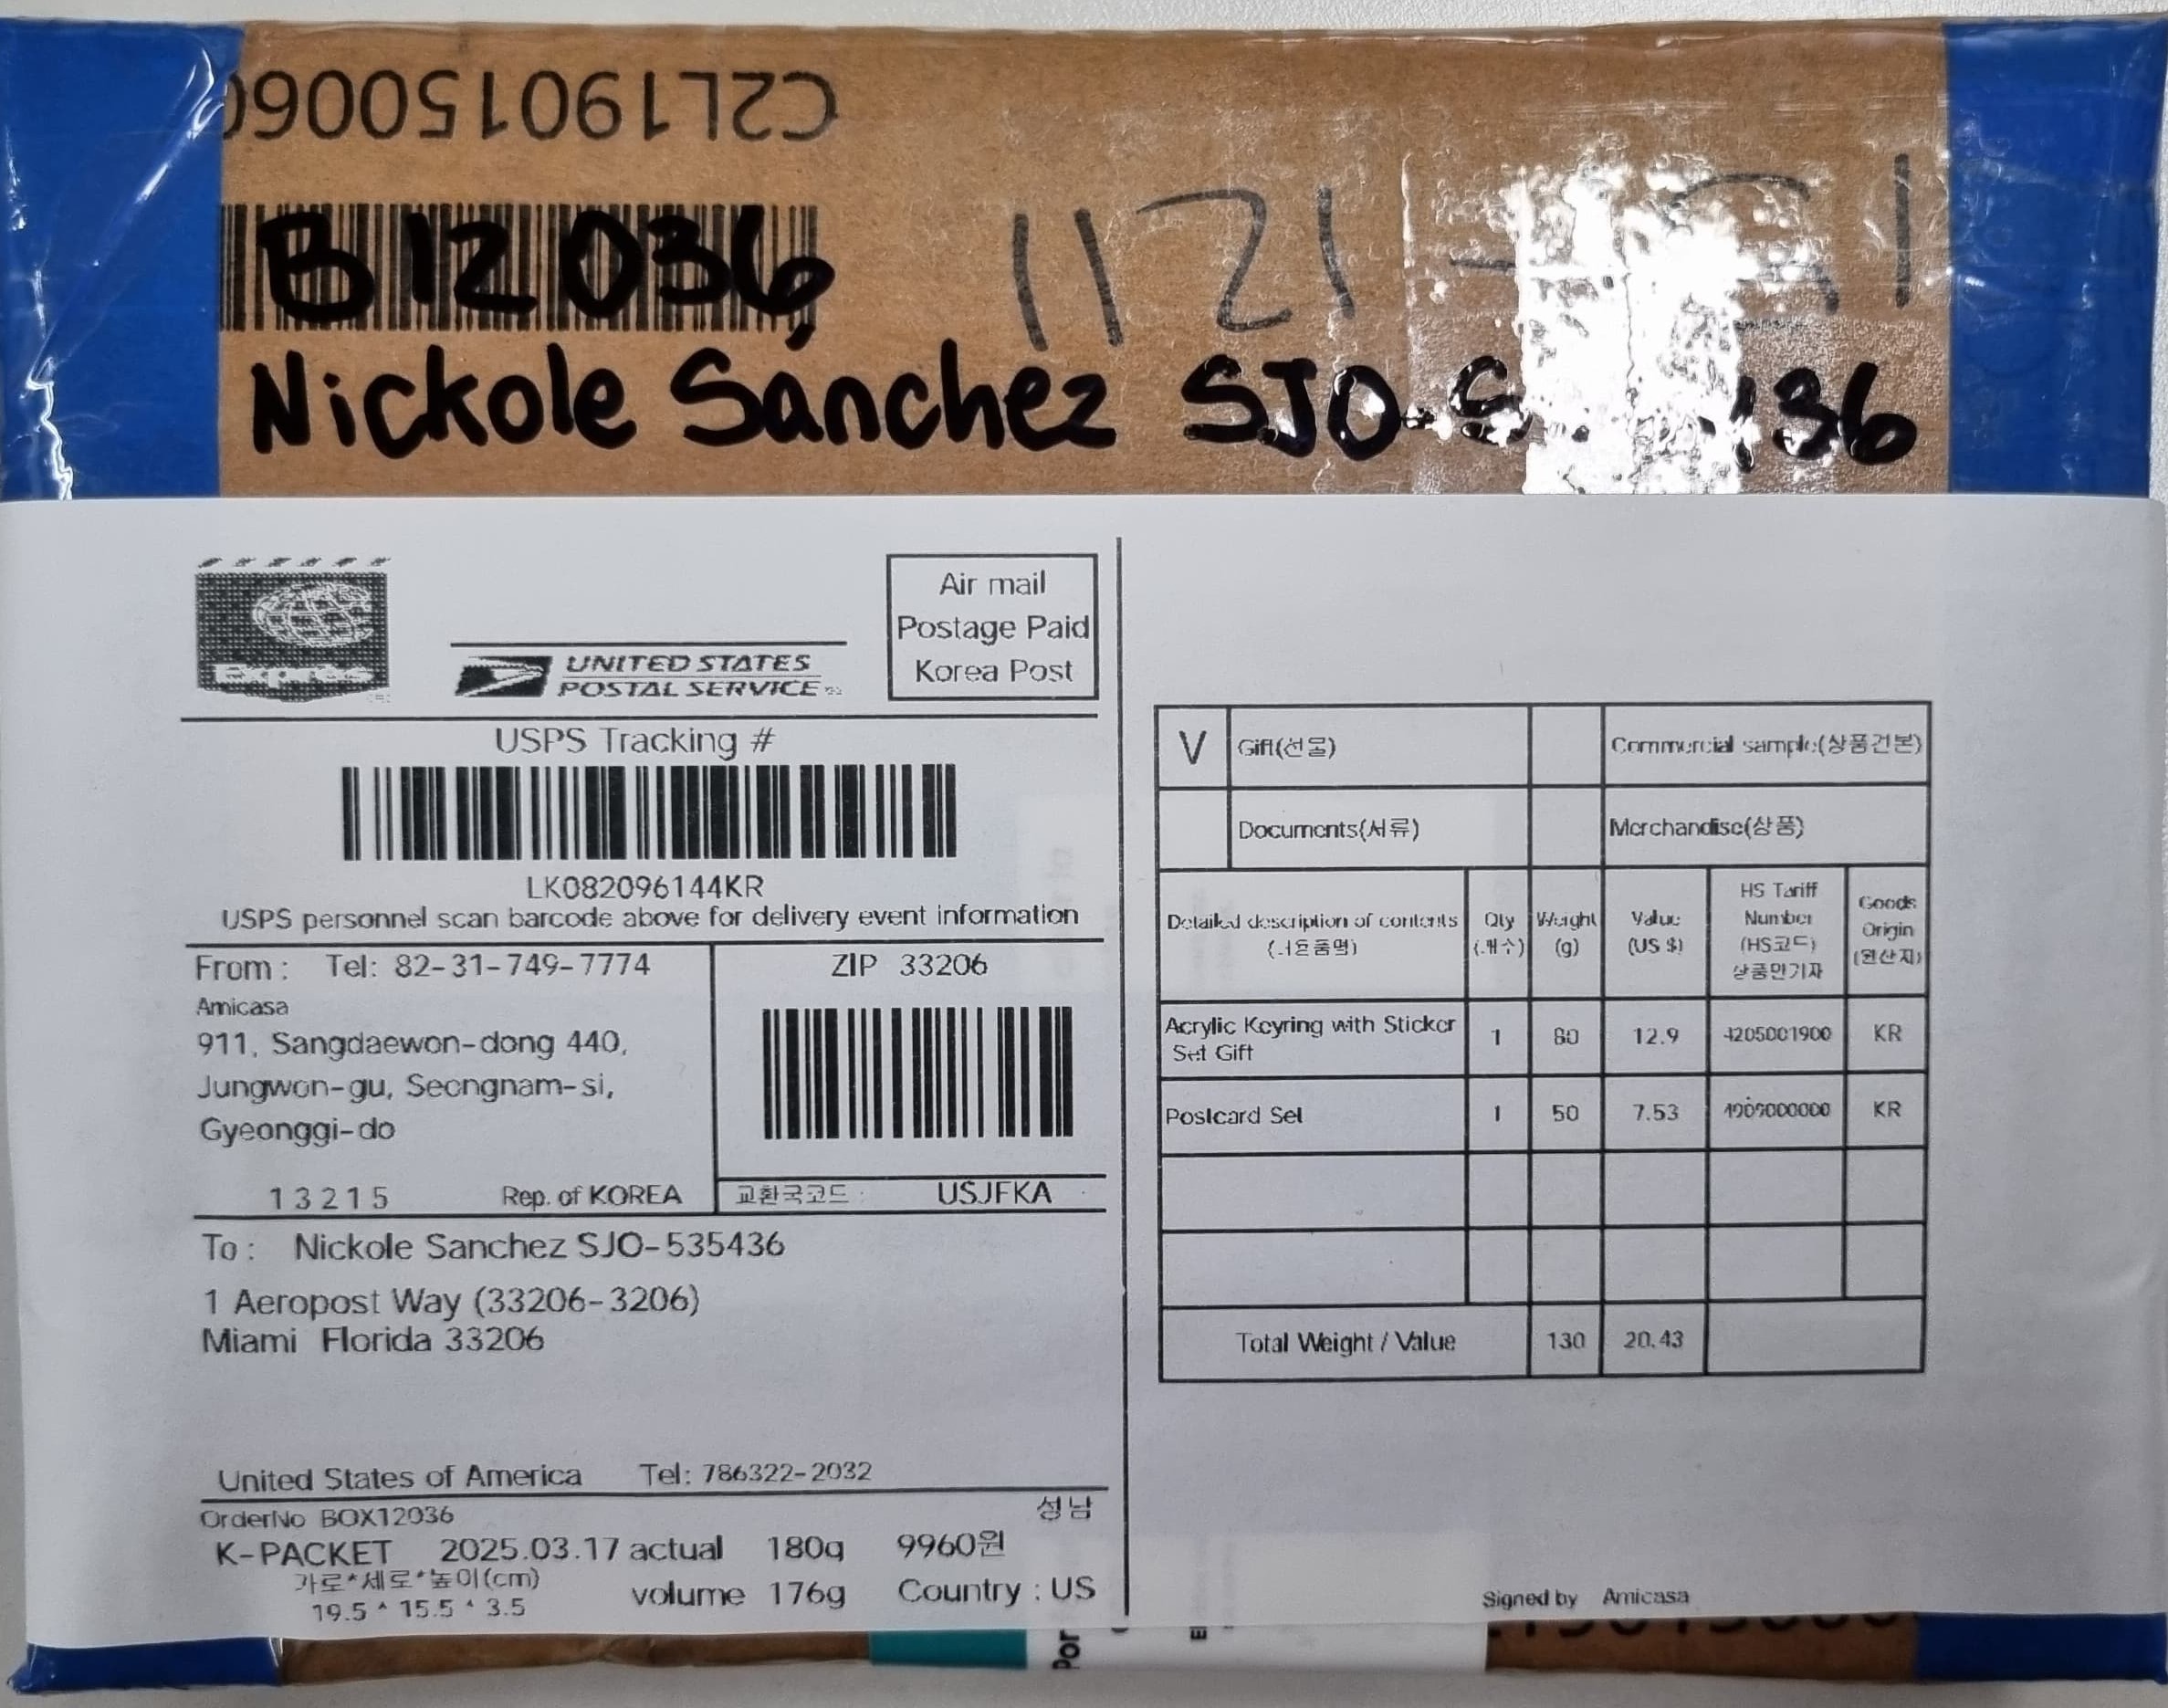 C2L190150060
B12036
1121
Nickole Sanchez SJO-S 36
Express
UNITED STATES
POSTAL SERVICE
Air mail
Postage Paid
Korea Post
USPS Tracking #
LK082096144KR
USPS personnel scan barcode above for delivery event information
From : Tel: 82-31-749-7774
Amicasa
911, Sangdaewon-dong 440,
Jungwon-gu, Seongnam-si,
Gyeonggi-do
13215 Rep. of KOREA
ZIP 33206
교환국코드 : USJFKA
To : Nickole Sanchez SJO-535436
1 Aeropost Way (33206-3206)
Miami Florida 33206
United States of America Tel: 786322-2032
OrderNo BOX12036 성남
K-PACKET 2025.03.17 actual 180g 9960원
가로*세로*높이(cm)
19.5 * 15.5 * 3.5 volume 176g Country : US
V Gift(선물) Commercial sample(상품견본)
Documents(서류) Merchandise(상품)
Detailed description of contents
(내용품명)
Qty
(개수)
Weight
(g)
Value
(US $)
HS Tariff
Number
(HS코드)
Goods
Origin
(원산지)
Acrylic Keyring with Sticker
Set Gift 1 80 12.9 4205001900 KR
Postcard Set 1 50 7.53 4909000000 KR
Total Weight / Value 130 20.43
Signed by Amicasa
Por